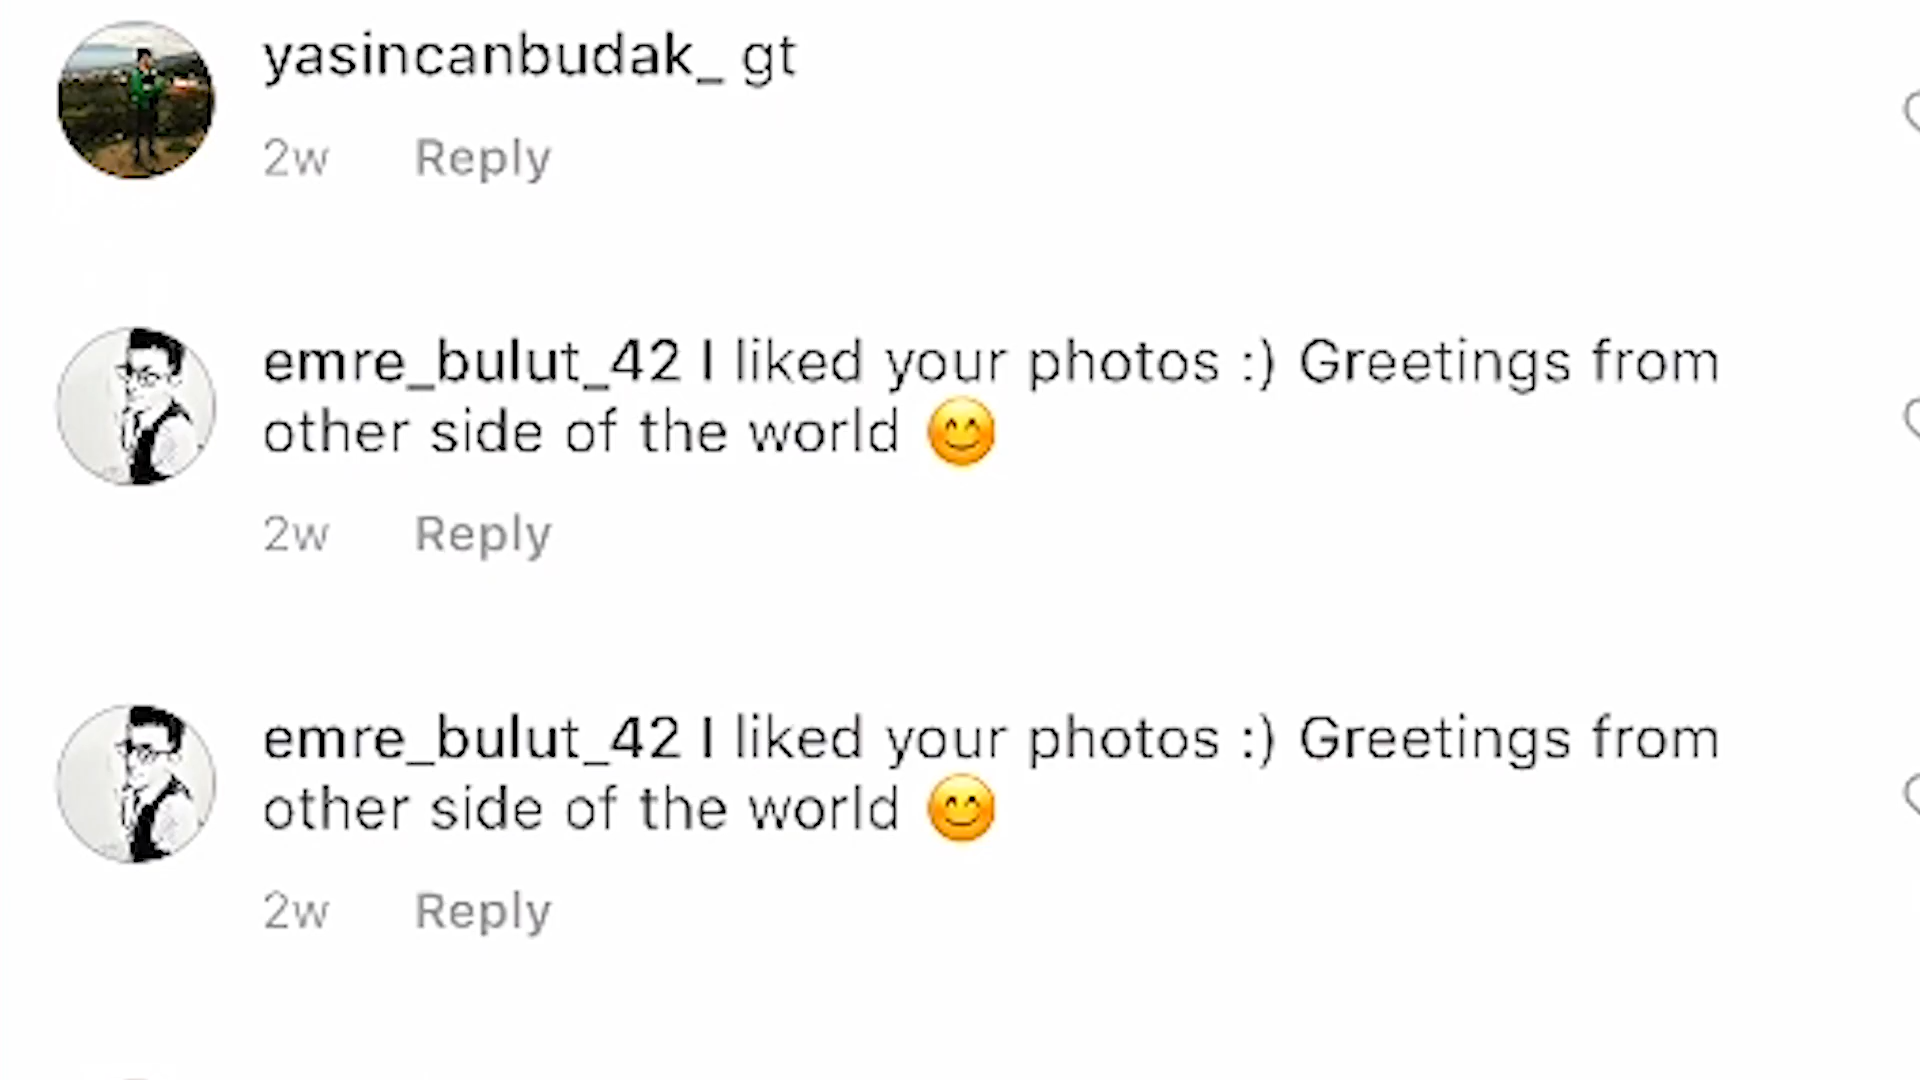 yasincanbudak_ gt
2w Reply
emre_bulut_42 I liked your photos :) Greetings from
other side of the world 😊
2w Reply
emre_bulut_42 I liked your photos :) Greetings from
other side of the world 😊
2w Reply